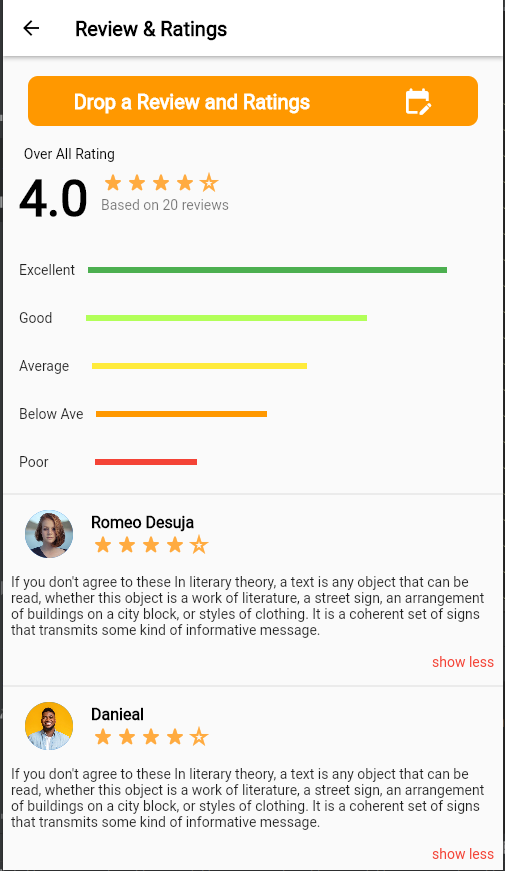 Review & Ratings
Drop a Review and Ratings
Over All Rating
4.0
Based on 20 reviews
Excellent
Good
Average
Below Ave
Poor
Romeo Desuja
If you don't agree to these In literary theory, a text is any object that can be
read, whether this object is a work of literature, a street sign, an arrangement
of buildings on a city block, or styles of clothing. It is a coherent set of signs
that transmits some kind of informative message.
show less
Danieal
If you don't agree to these In literary theory, a text is any object that can be
read, whether this object is a work of literature, a street sign, an arrangement
of buildings on a city block, or styles of clothing. It is a coherent set of signs
that transmits some kind of informative message.
show less